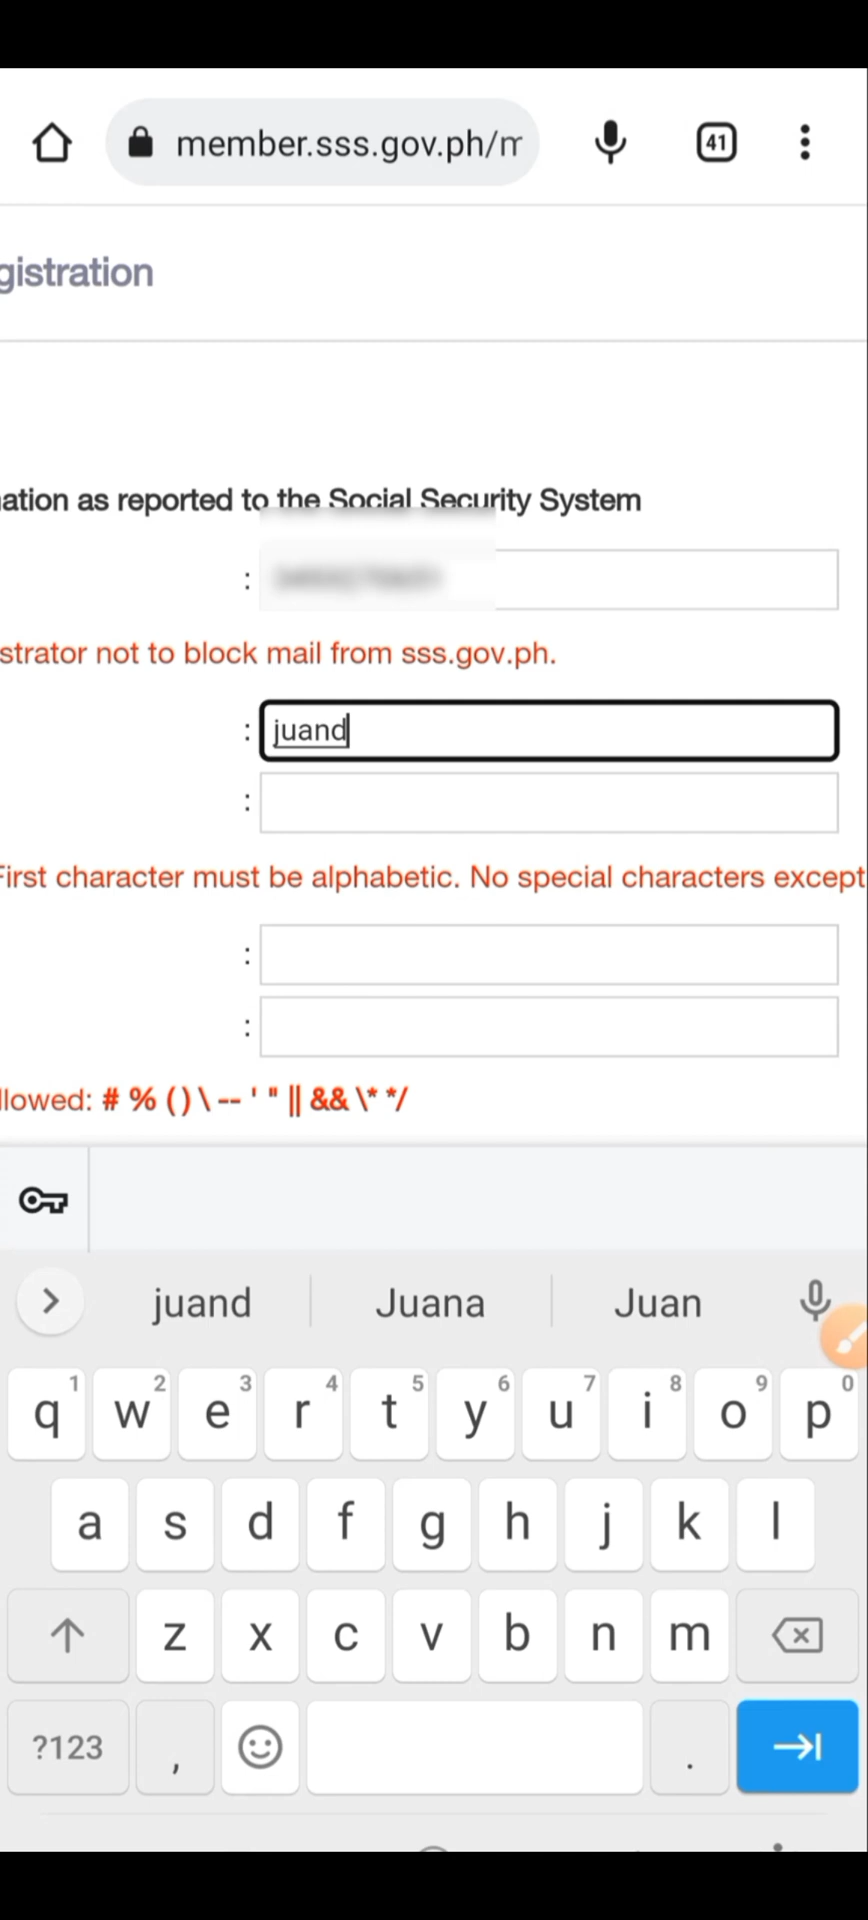 member.sss.gov.ph/m
41
gistration
ation as reported to the Social Security System
:
strator not to block mail from sss.gov.ph.
: juand
:
First character must be alphabetic. No special characters except
:
:
llowed: # % ( ) \ -- ' " || && \* */
juand Juana Juan
q1 w2 e3 r4 t5 y6 u7 i8 o9 p0
a s d f g h j k l
z x c v b n m
?123 , .